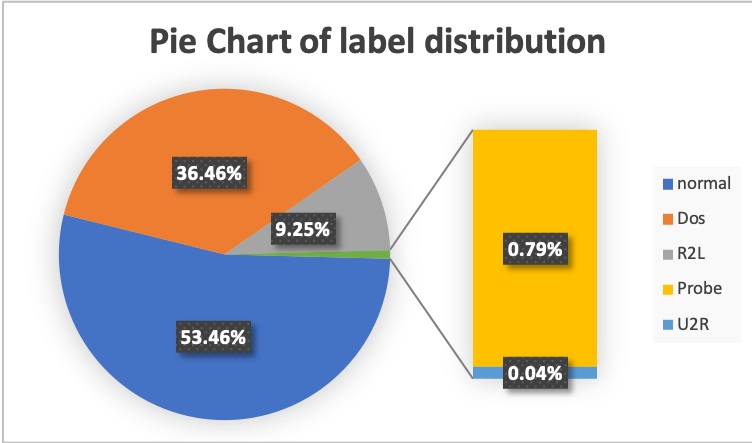 Pie Chart of label distribution
36.46%
9.25%
53.46%
0.79%
0.04%
normal
Dos
R2L
Probe
U2R